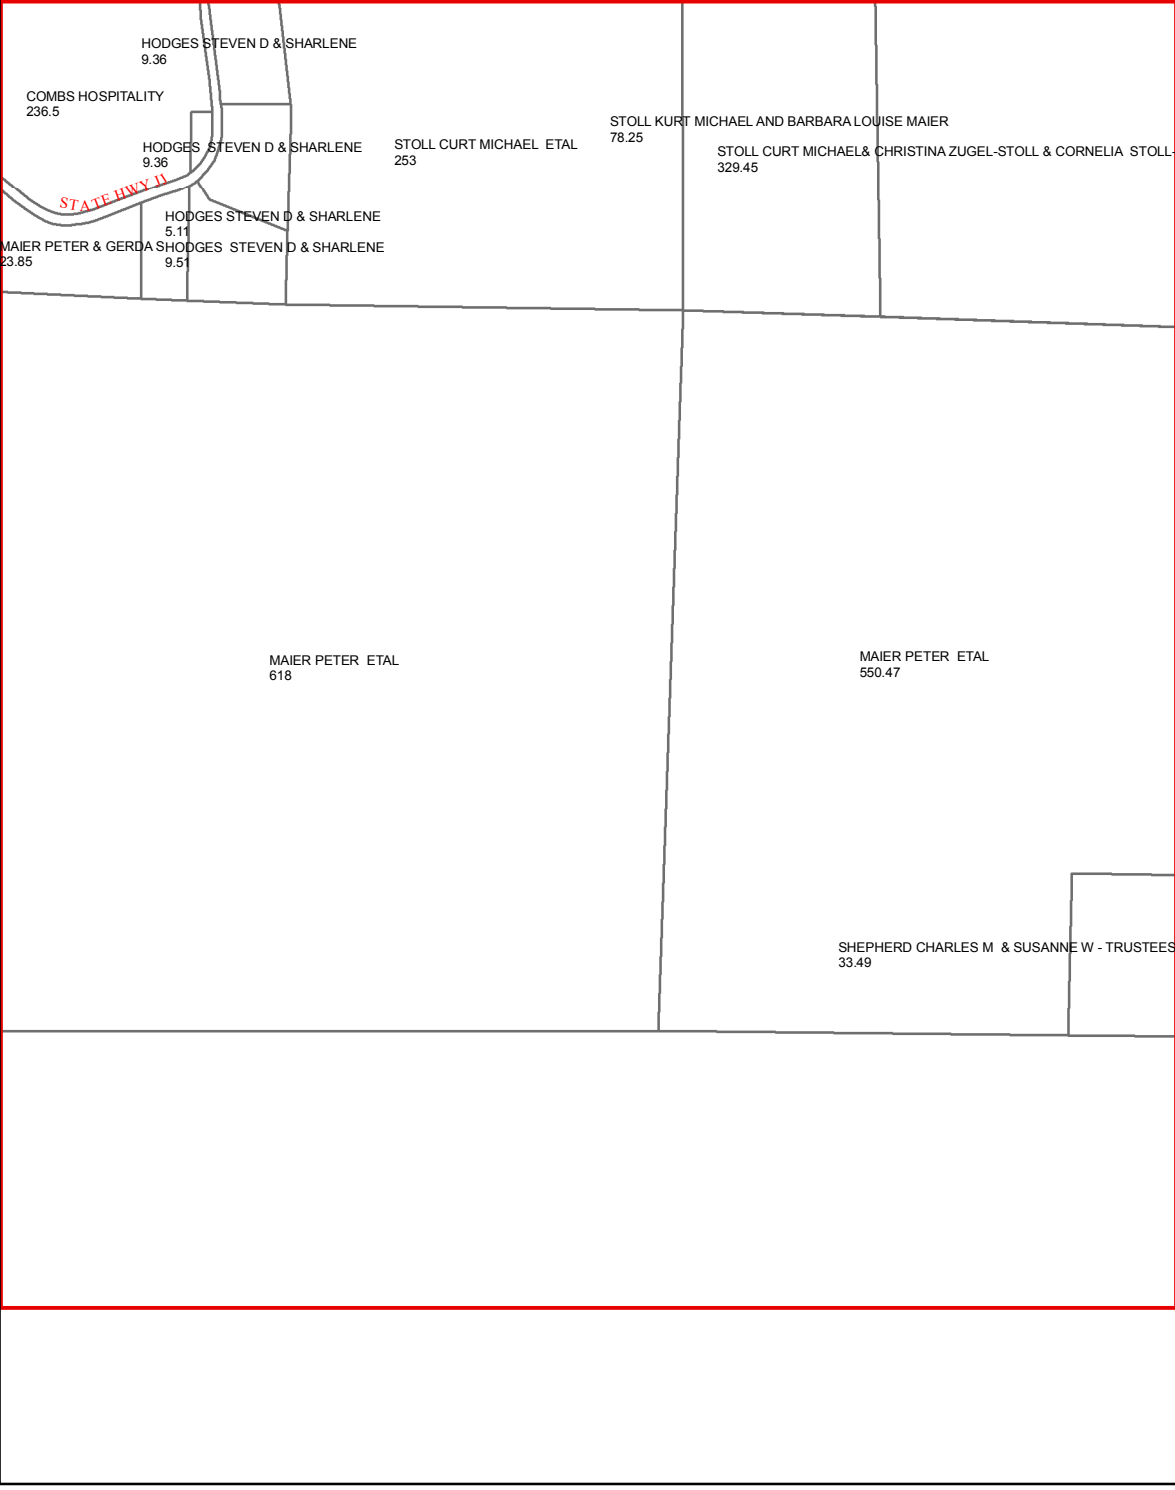 HODGES STEVEN D & SHARLENE
9.36
COMBS HOSPITALITY
236.5
STOLL KURT MICHAEL AND BARBARA LOUISE MAIER
78.25
HODGES STEVEN D & SHARLENE
9.36
STOLL CURT MICHAEL ETAL
253
STOLL CURT MICHAEL& CHRISTINA ZUGEL-STOLL & CORNELIA STOLL-
329.45
STATE HWY
HODGES STEVEN D & SHARLENE
5.11
MAIER PETER & GERDA S
23.85
HODGES STEVEN D & SHARLENE
9.51
MAIER PETER ETAL
618
MAIER PETER ETAL
550.47
SHEPHERD CHARLES M & SUSANNE W - TRUSTEES
33.49